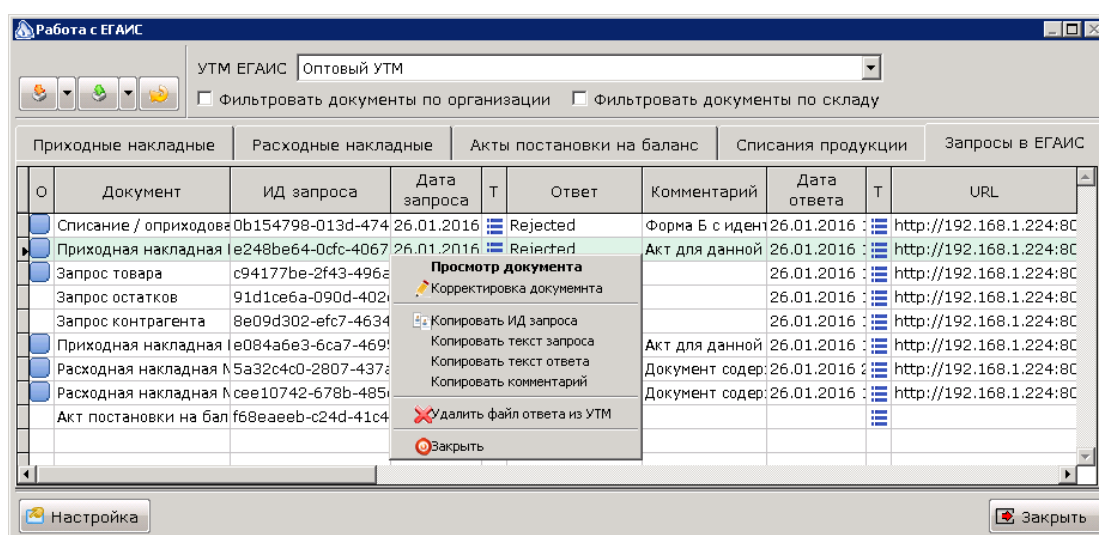 Работа с ЕГАИС
УТМ ЕГАИС Оптовый УТМ
Фильтровать документы по организации Фильтровать документы по складу
Приходные накладные Расходные накладные Акты постановки на баланс Списания продукции Запросы в ЕГАИС
О Документ ИД запроса Дата запроса Т Ответ Комментарий Дата ответа Т URL
Списание / оприходова 0b154798-013d-474 26.01.2016 Rejected Форма Б с идент 26.01.2016 http://192.168.1.224:80
Приходная накладная e248be64-0cfc-4067 26.01.2016 Rejected Акт для данной 26.01.2016 http://192.168.1.224:80
Запрос товара c94177be-2f43-496a 26.01.2016 http://192.168.1.224:80
Запрос остатков 91d1ce6a-090d-402 26.01.2016 http://192.168.1.224:80
Запрос контрагента 8e09d302-efc7-4634 26.01.2016 http://192.168.1.224:80
Приходная накладная e084a6e3-6ca7-469 Акт для данной 26.01.2016 http://192.168.1.224:80
Расходная накладная N 5a32c4c0-2807-437a Документ содер 26.01.2016 2 http://192.168.1.224:80
Расходная накладная N cee10742-678b-485 Документ содер 26.01.2016 http://192.168.1.224:80
Акт постановки на бал f68eaeeb-c24d-41c4
Просмотр документа
Корректировка докумемнта
Копировать ИД запроса
Копировать текст запроса
Копировать текст ответа
Копировать комментарий
Удалить файл ответа из УТМ
Закрыть
Настройка Закрыть